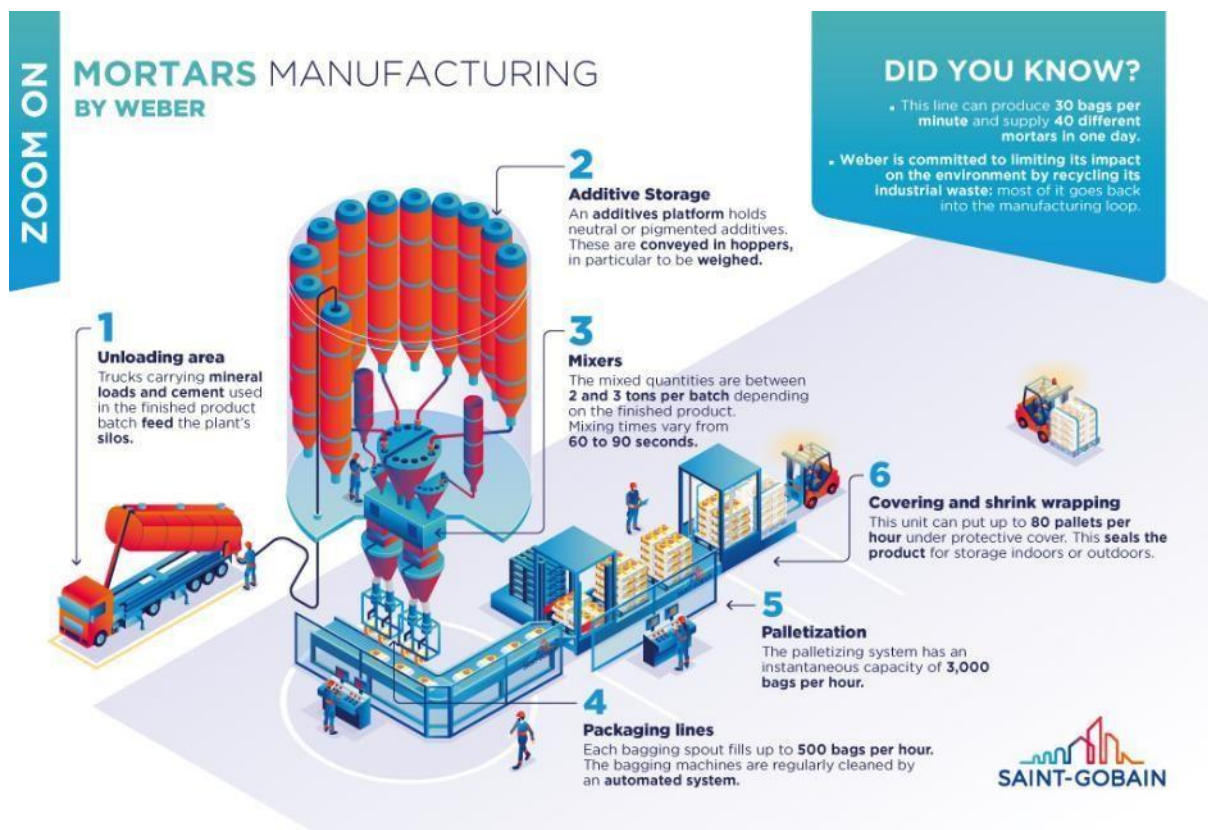 ZOOM ON
MORTARS MANUFACTURING
BY WEBER
DID YOU KNOW?
• This line can produce 30 bags per
minute and supply 40 different
mortars in one day.
• Weber is committed to limiting its impact
on the environment by recycling its
industrial waste: most of it goes back
into the manufacturing loop.
1
Unloading area
Trucks carrying mineral
loads and cement used
in the finished product
batch feed the plant's
silos.
2
Additive Storage
An additives platform holds
neutral or pigmented additives.
These are conveyed in hoppers,
in particular to be weighed.
3
Mixers
The mixed quantities are between
2 and 3 tons per batch depending
on the finished product.
Mixing times vary from
60 to 90 seconds.
4
Packaging lines
Each bagging spout fills up to 500 bags per hour.
The bagging machines are regularly cleaned by
an automated system.
5
Palletization
The palletizing system has an
instantaneous capacity of 3,000
bags per hour.
6
Covering and shrink wrapping
This unit can put up to 80 pallets per
hour under protective cover. This seals the
product for storage indoors or outdoors.
SAINT-GOBAIN